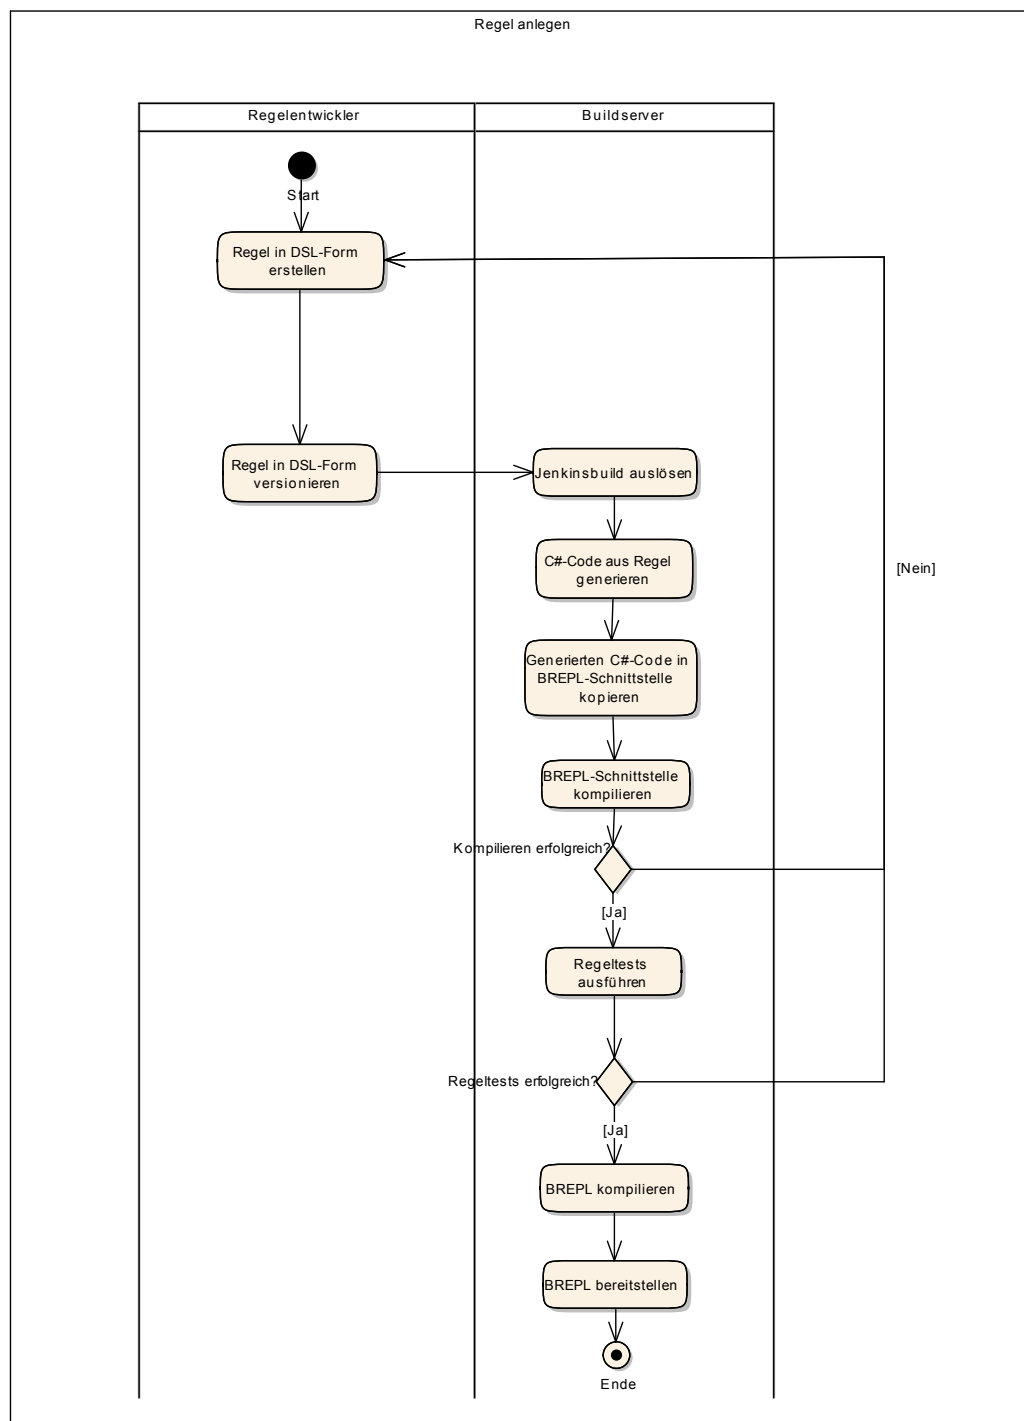 Regel anlegen
Regelentwickler
Buildserver
Start
Regel in DSL-Form
erstellen
Regel in DSL-Form
versionieren
Jenkinsbuild auslösen
C#-Code aus Regel
generieren
[Nein]
Generierten C#-Code in
BREPL-Schnittstelle
kopieren
BREPL-Schnittstelle
kompilieren
Kompilieren erfolgreich?
[Ja]
Regeltests
ausführen
Regeltests erfolgreich?
[Ja]
BREPL kompilieren
BREPL bereitstellen
Ende